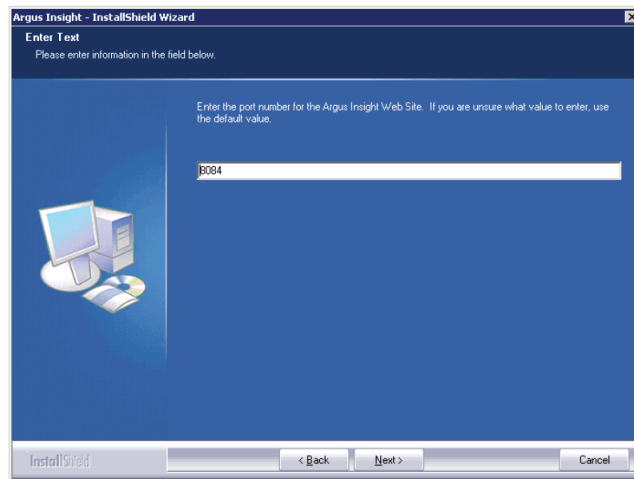 Argus Insight - InstallShield Wizard
Enter Text
Please enter information in the field below.
Enter the port number for the Argus Insight Web Site. If you are unsure what value to enter, use
the default value.
8084
InstallShield
< Back Next > Cancel